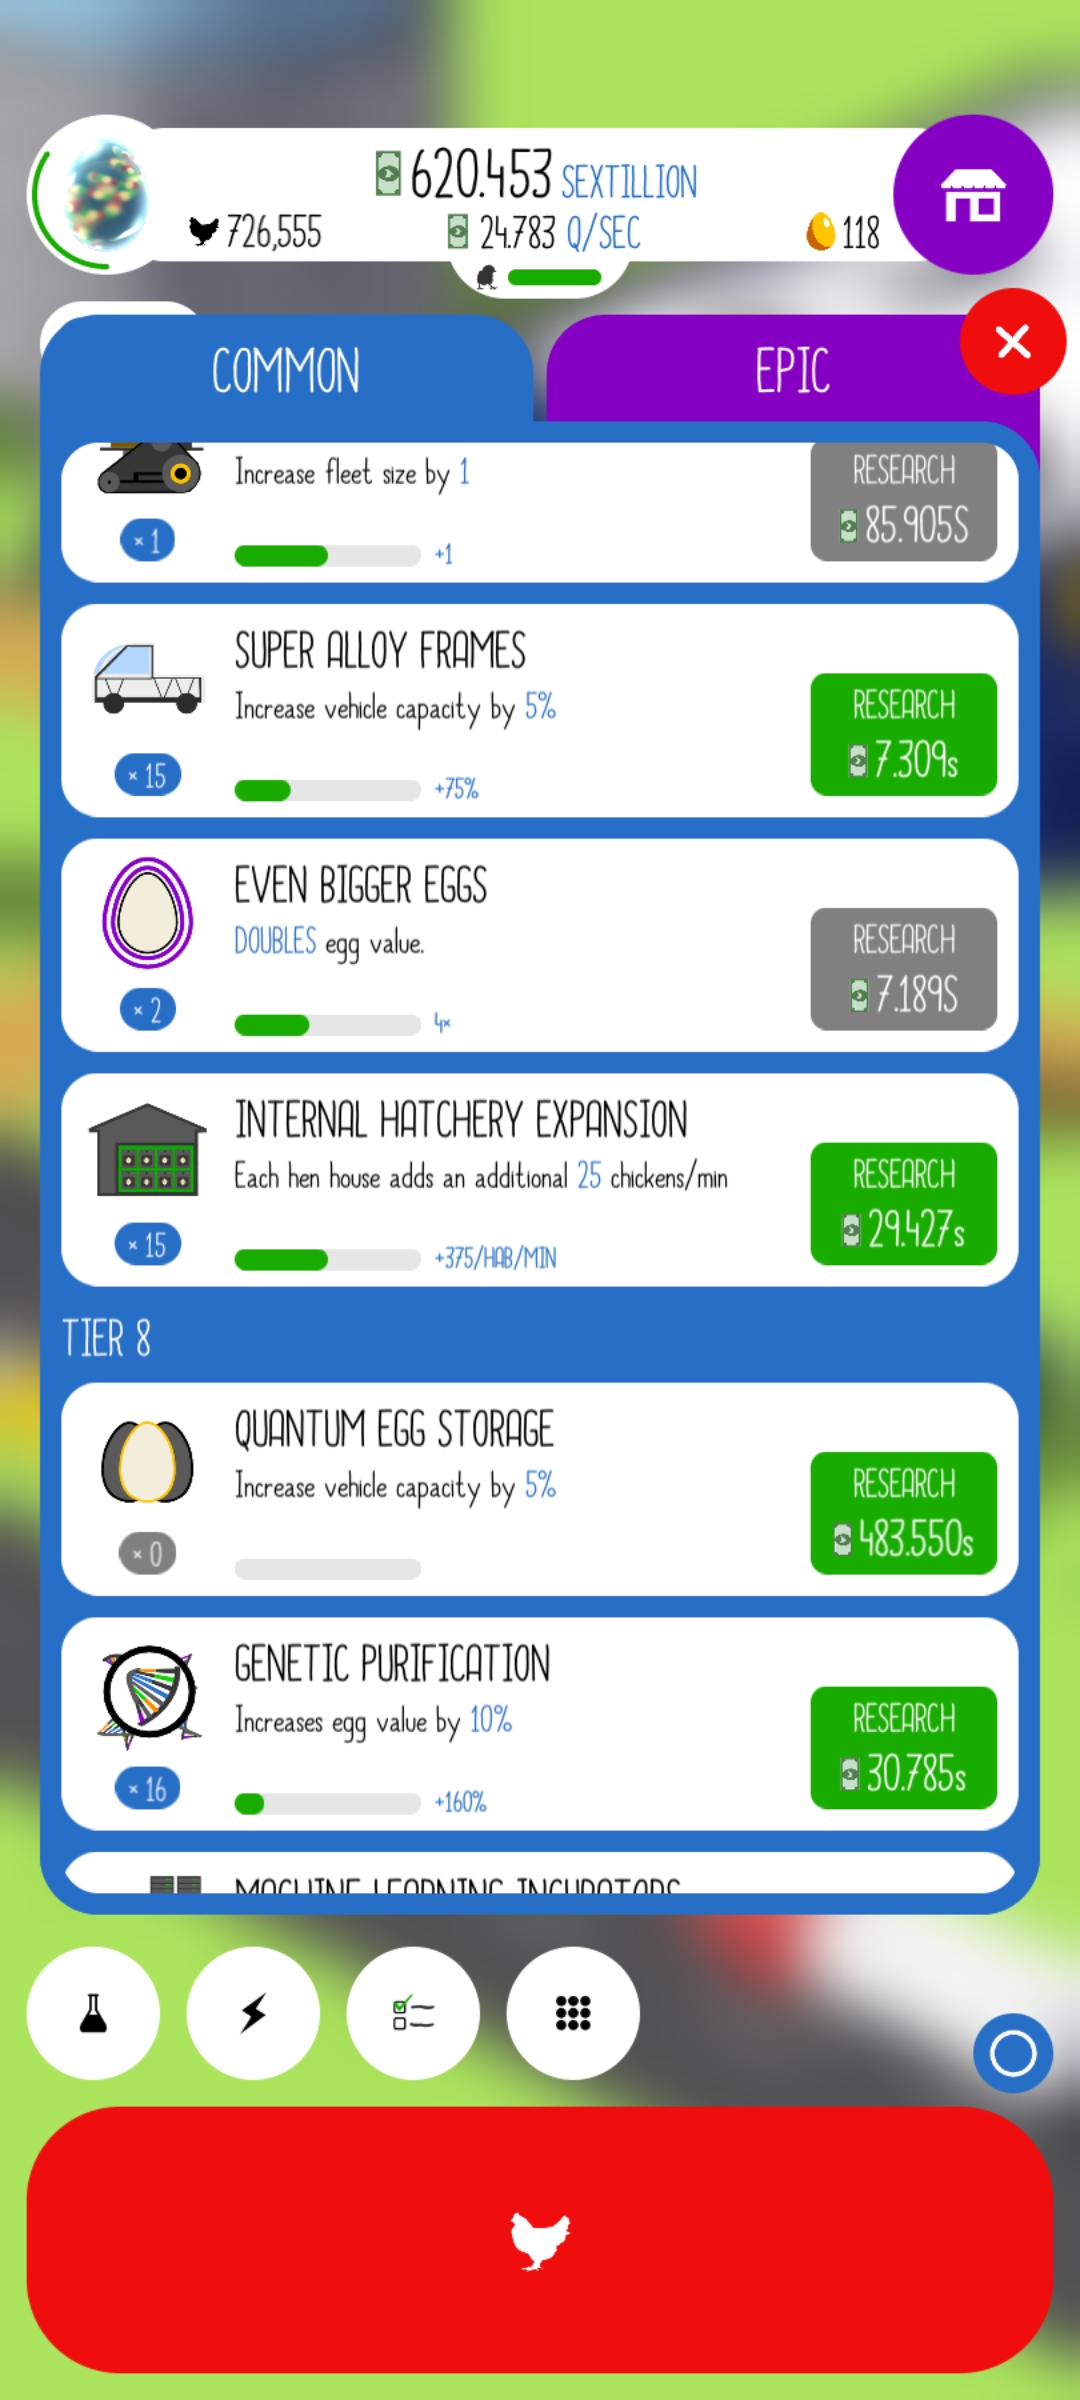 620.453 SEXTILLION
726,555
24.783 Q/SEC
118
COMMON
EPIC
Increase fleet size by 1
RESEARCH
85.905S
× 1
+1
SUPER ALLOY FRAMES
Increase vehicle capacity by 5%
RESEARCH
7.309s
× 15
+75%
EVEN BIGGER EGGS
DOUBLES egg value.
RESEARCH
7.189S
× 2
4×
INTERNAL HATCHERY EXPANSION
Each hen house adds an additional 25 chickens/min
RESEARCH
29.427s
× 15
+375/HAB/MIN
TIER 8
QUANTUM EGG STORAGE
Increase vehicle capacity by 5%
RESEARCH
483.550s
× 0
GENETIC PURIFICATION
Increases egg value by 10%
RESEARCH
30.785s
× 16
+160%
MACHINE LEARNING INCUBATORS